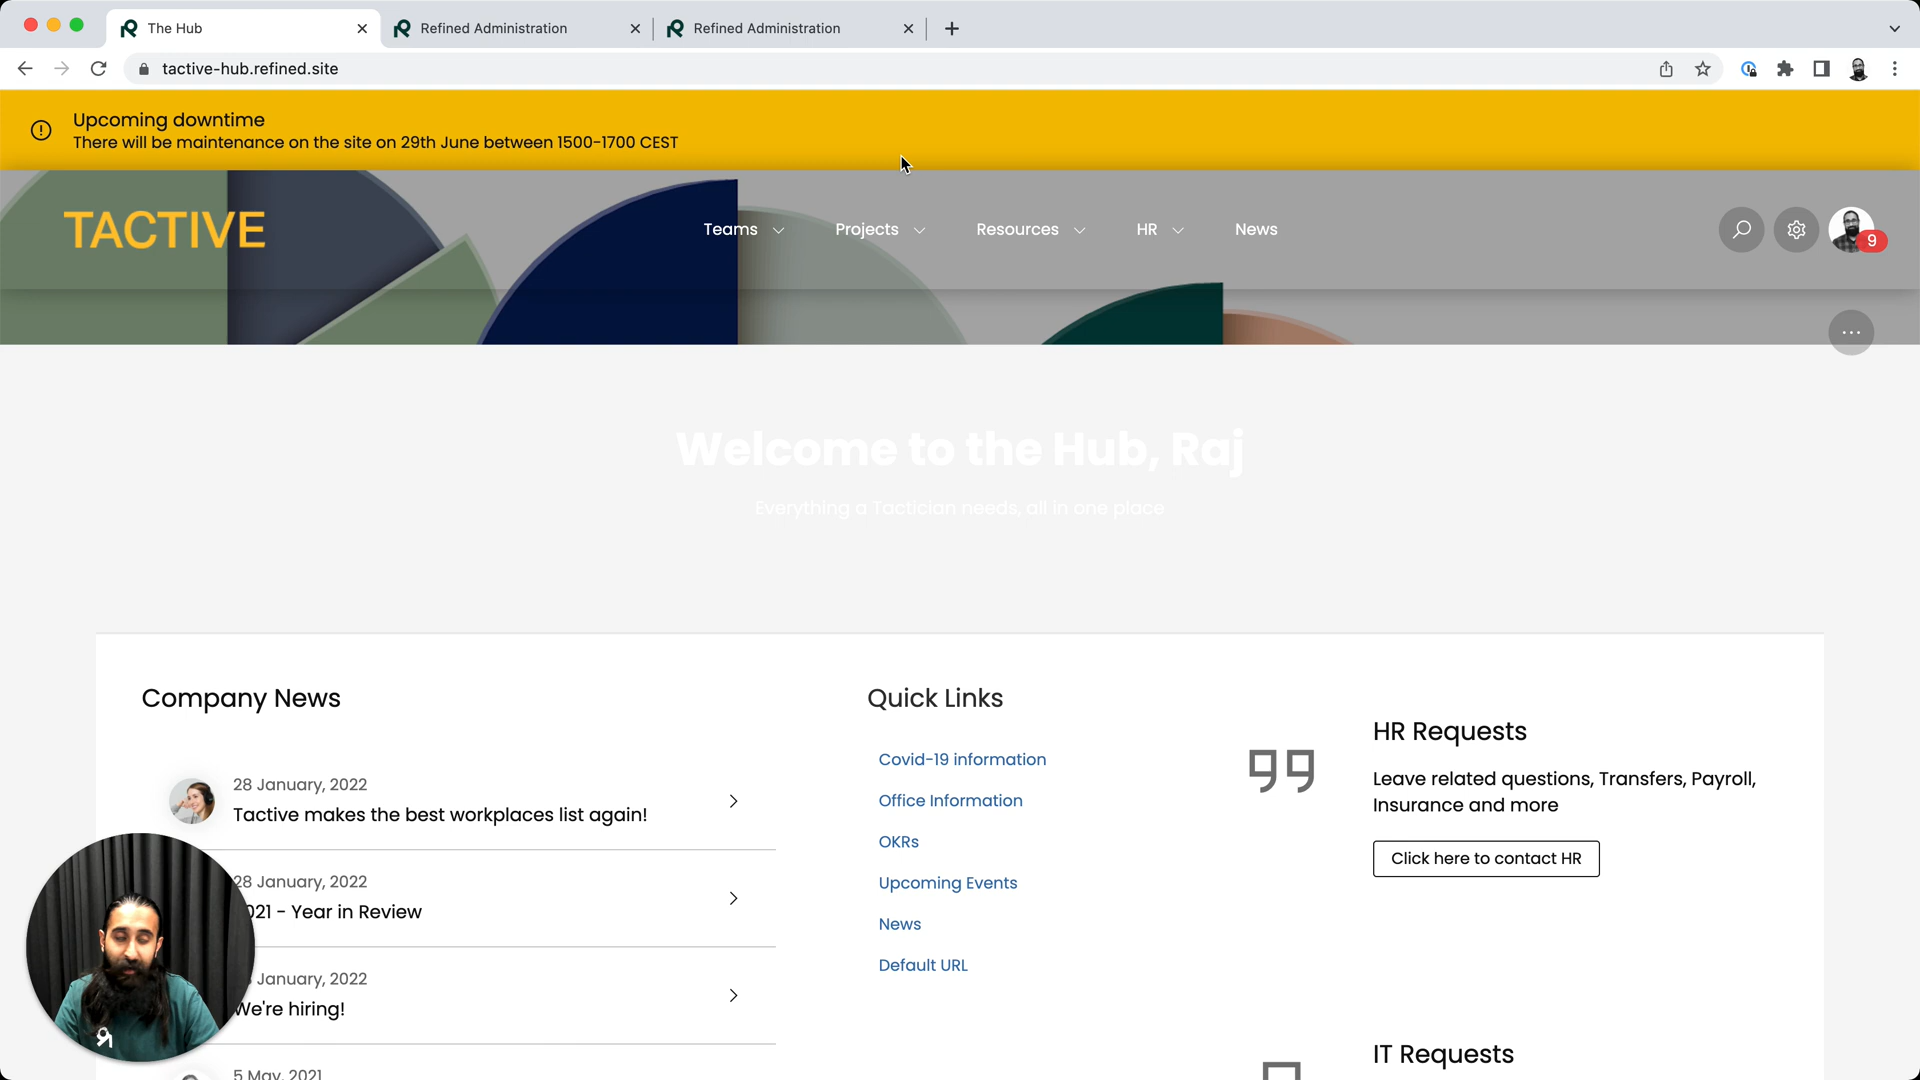 The Hub
Refined Administration
Refined Administration
tactive-hub.refined.site
Upcoming downtime
There will be maintenance on the site on 29th June between 1500-1700 CEST
TACTIVE
Teams
Projects
Resources
HR
News
9
Welcome to the Hub, Raj
Everything a Tactician needs, all in one place
Company News
28 January, 2022
Tactive makes the best workplaces list again!
28 January, 2022
021 - Year in Review
January, 2022
We're hiring!
5 May, 2021
Quick Links
Covid-19 information
Office Information
OKRs
Upcoming Events
News
Default URL
HR Requests
Leave related questions, Transfers, Payroll,
Insurance and more
Click here to contact HR
IT Requests